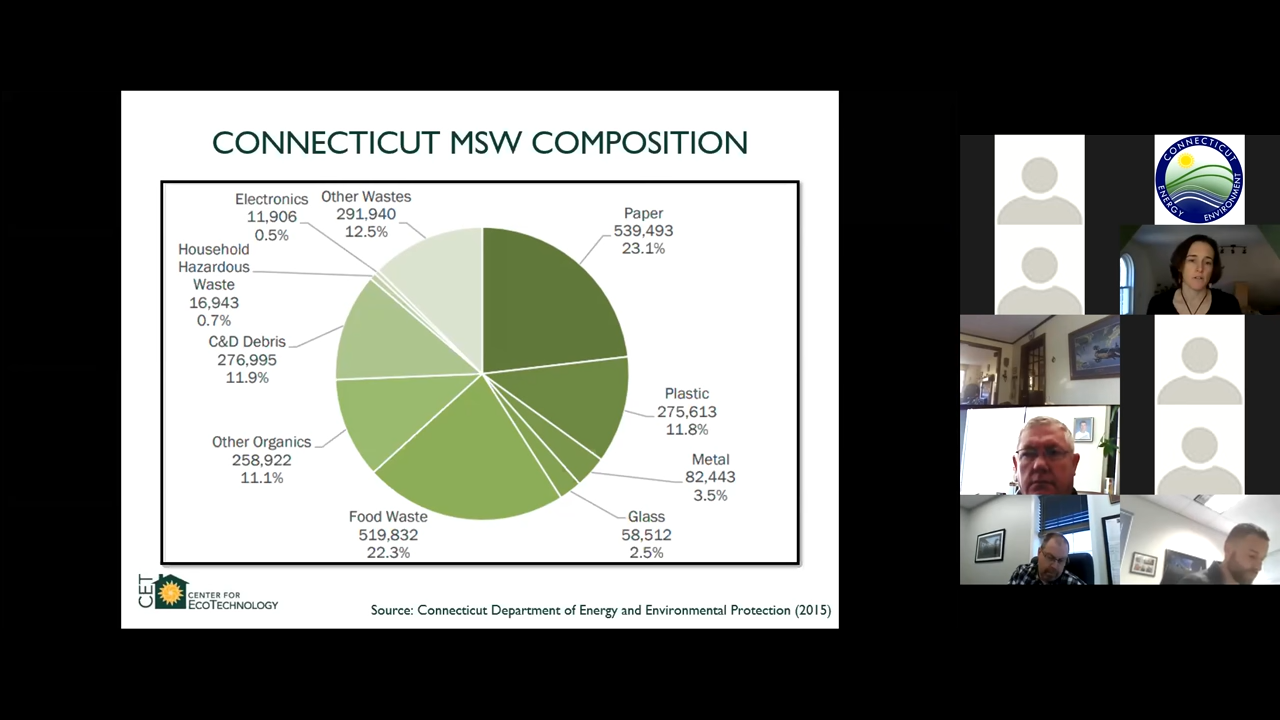 CONNECTICUT MSW COMPOSITION
Electronics
11,906
0.5%
Other Wastes
291,940
12.5%
Paper
539,493
23.1%
Household
Hazardous
Waste
16,943
0.7%
C&D Debris
276,995
11.9%
Plastic
275,613
11.8%
Other Organics
258,922
11.1%
Metal
82,443
3.5%
Food Waste
519,832
22.3%
Glass
58,512
2.5%
CET
CENTER FOR
ECOTECHNOLOGY
Source: Connecticut Department of Energy and Environmental Protection (2015)
CONNECTICUT
ENERGY ENVIRONMENT